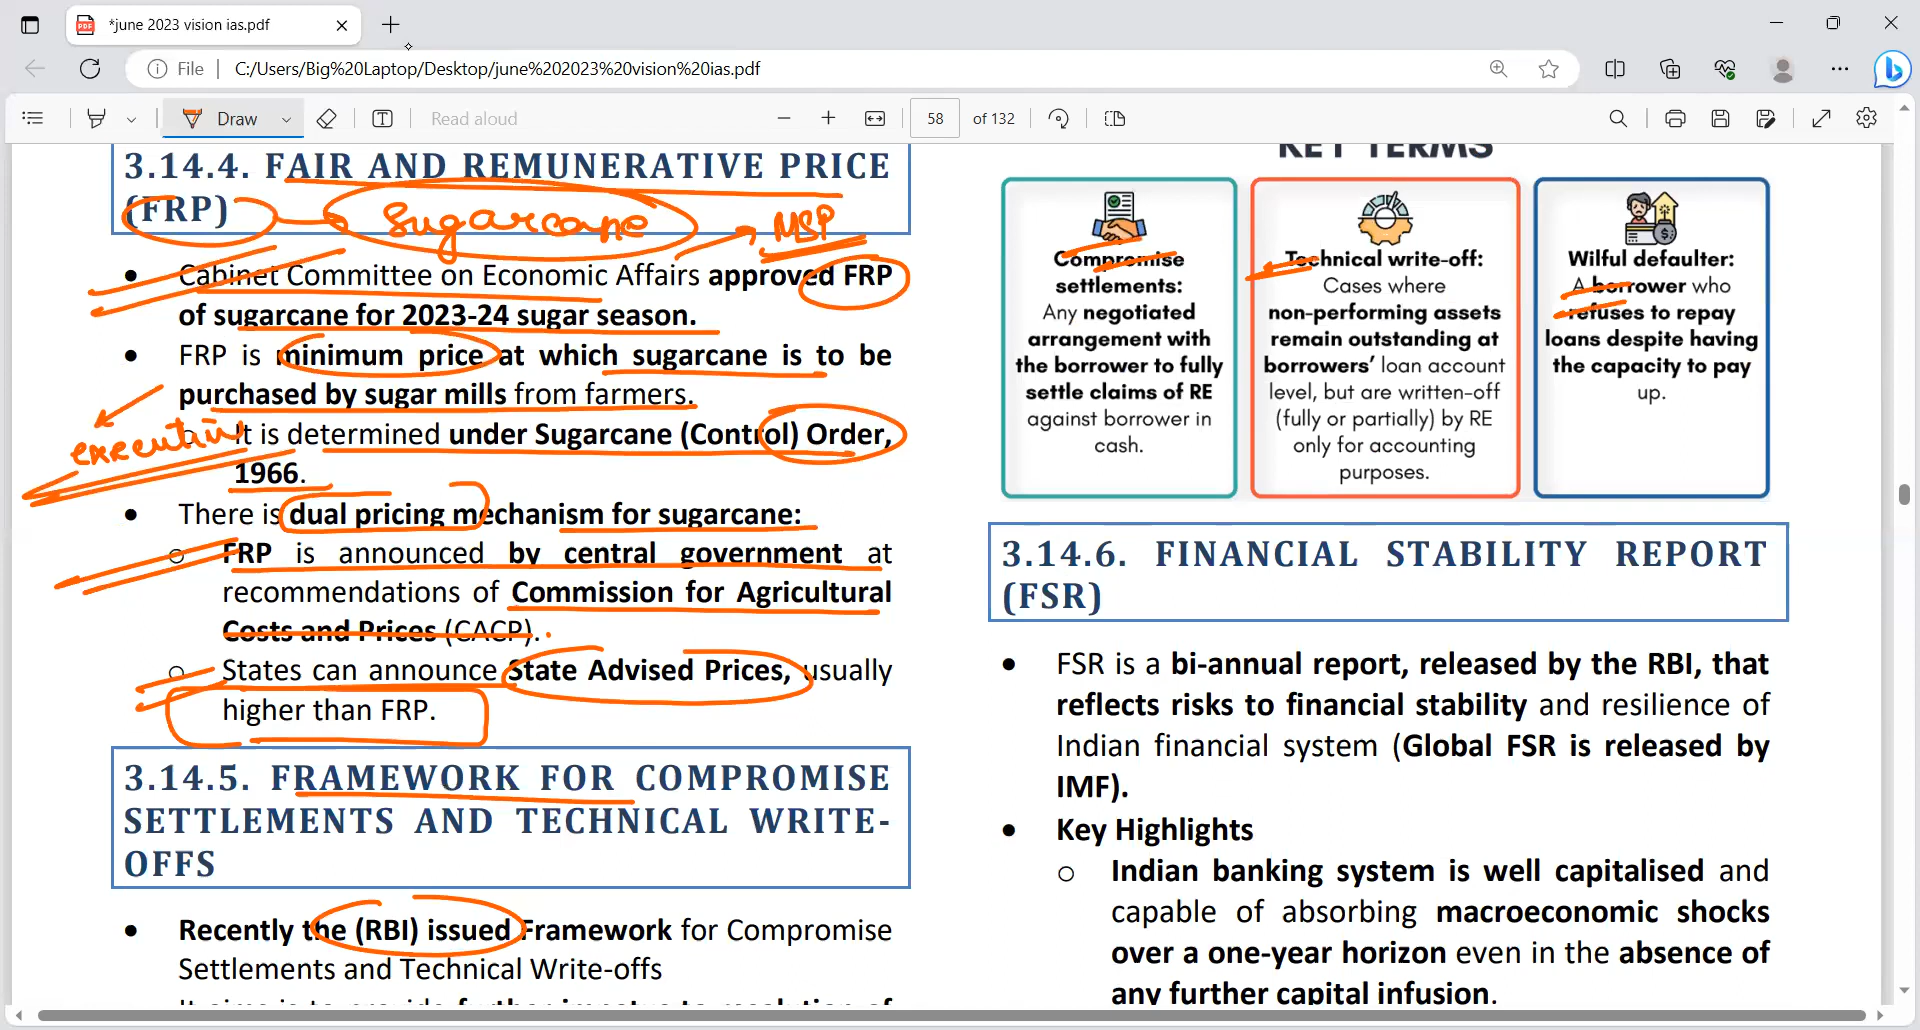 *june 2023 vision ias.pdf
File
C:/Users/Big%20Laptop/Desktop/june%202023%20vision%20ias.pdf
Draw
Read aloud
58
of 132
3.14.4. FAIR AND REMUNERATIVE PRICE
(FRP)
Sugarcane
MSP
Cabinet Committee on Economic Affairs approved FRP
of sugarcane for 2023-24 sugar season.
FRP is minimum price at which sugarcane is to be
purchased by sugar mills from farmers.
executive
It is determined under Sugarcane (Control) Order,
1966.
There is dual pricing mechanism for sugarcane:
FRP is announced by central government at
recommendations of Commission for Agricultural
Costs and Prices (CACP).
States can announce State Advised Prices, usually
higher than FRP.
3.14.5. FRAMEWORK FOR COMPROMISE
SETTLEMENTS AND TECHNICAL WRITE-
OFFS
Recently the (RBI) issued Framework for Compromise
Settlements and Technical Write-offs
It aims is to provide further impetus to resolution of
KEY TERMS
Compromise
settlements:
Any negotiated
arrangement with
the borrower to fully
settle claims of RE
against borrower in
cash.
Technical write-off:
Cases where
non-performing assets
remain outstanding at
borrowers' loan account
level, but are written-off
(fully or partially) by RE
only for accounting
purposes.
Wilful defaulter:
A borrower who
refuses to repay
loans despite having
the capacity to pay
up.
3.14.6. FINANCIAL STABILITY REPORT
(FSR)
FSR is a bi-annual report, released by the RBI, that
reflects risks to financial stability and resilience of
Indian financial system (Global FSR is released by
IMF).
Key Highlights
Indian banking system is well capitalised and
capable of absorbing macroeconomic shocks
over a one-year horizon even in the absence of
any further capital infusion.